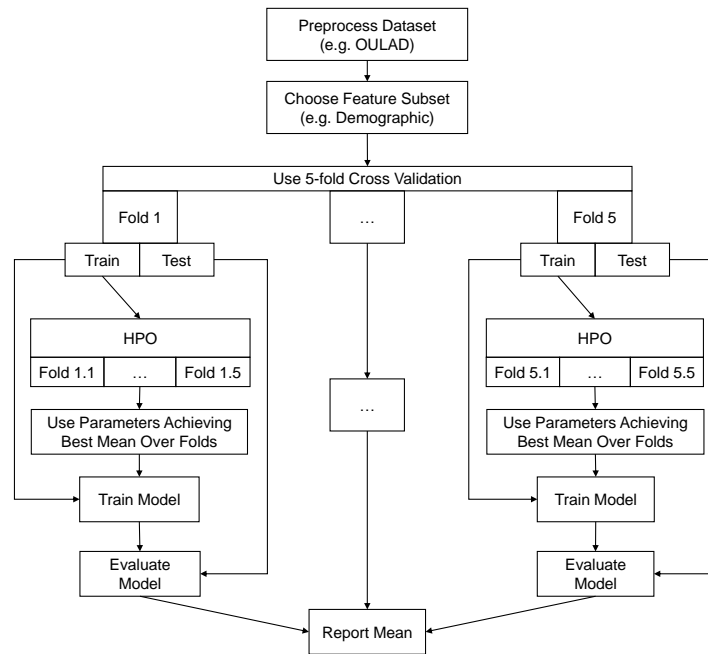 Preprocess Dataset
(e.g. OULAD)
Choose Feature Subset
(e.g. Demographic)
Use 5-fold Cross Validation
Fold 1
…
Fold 5
Train
Test
Train
Test
HPO
HPO
Fold 1.1
…
Fold 1.5
Fold 5.1
…
Fold 5.5
…
Use Parameters Achieving
Best Mean Over Folds
Use Parameters Achieving
Best Mean Over Folds
Train Model
Train Model
Evaluate
Model
Evaluate
Model
Report Mean